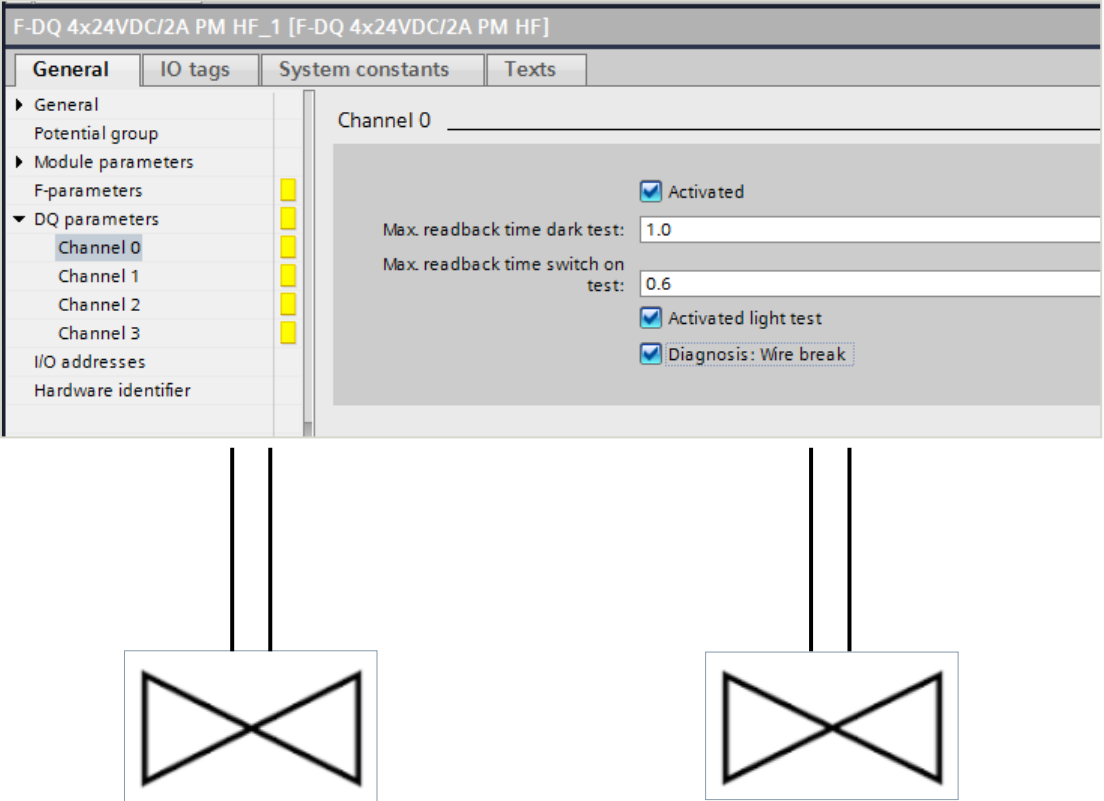 F-DQ 4x24VDC/2A PM HF_1 [F-DQ 4x24VDC/2A PM HF]
General IO tags System constants Texts
General
Potential group
Module parameters
F-parameters
DQ parameters
Channel 0
Channel 1
Channel 2
Channel 3
I/O addresses
Hardware identifier
Channel 0
Activated
Max. readback time dark test: 1.0
Max. readback time switch on
test: 0.6
Activated light test
Diagnosis: Wire break